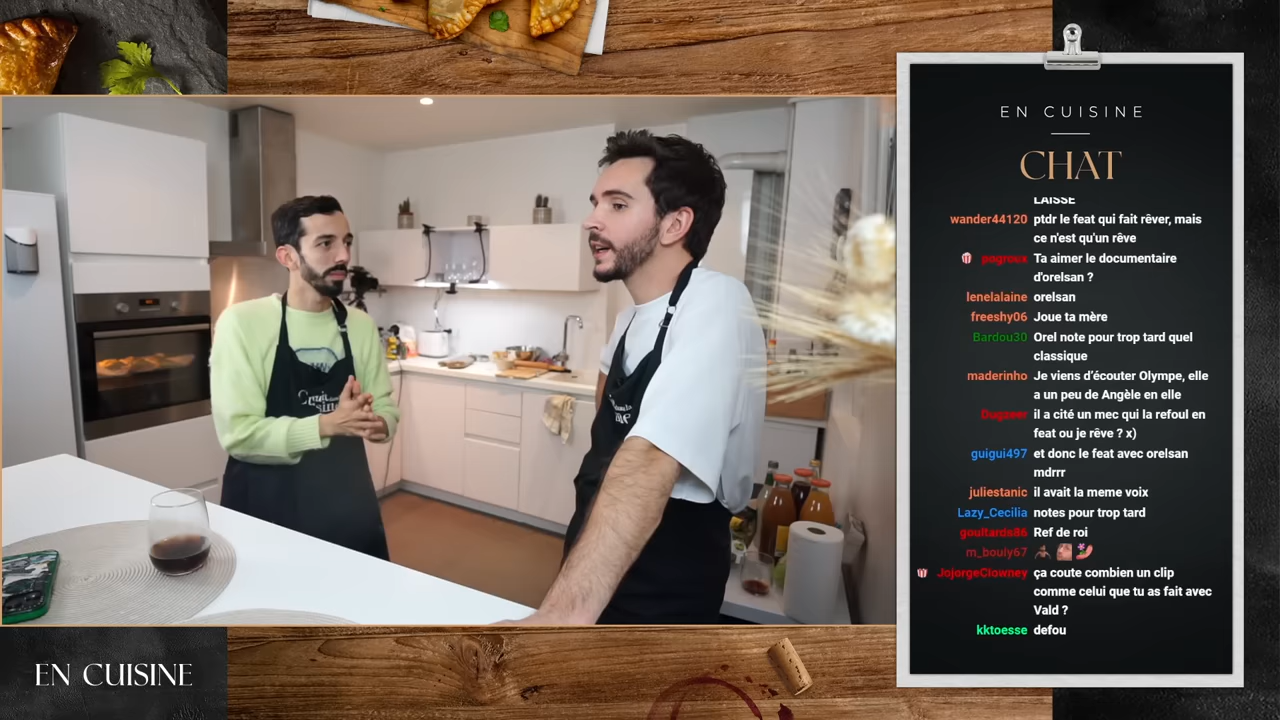 EN CUISINE
CHAT
LAISSE
wander44120 ptdr le feat qui fait rêver, mais
ce n'est qu'un rêve
pogroux Ta aimer le documentaire
d'orelsan ?
lenelalaine orelsan
freeshy06 Joue ta mère
Bardou30 Orel note pour trop tard quel
classique
maderinho Je viens d'écouter Olympe, elle
a un peu de Angèle en elle
il a cité un mec qui la refoul en
feat ou je rêve ? x)
guigui497 et donc le feat avec orelsan
mdrrr
juliestanic il avait la meme voix
Lazy_Cecilia notes pour trop tard
goultards86 Ref de roi
m_bouly67
JojorgeClowney ça coute combien un clip
comme celui que tu as fait avec
Vald ?
kktoesse defou
EN CUISINE